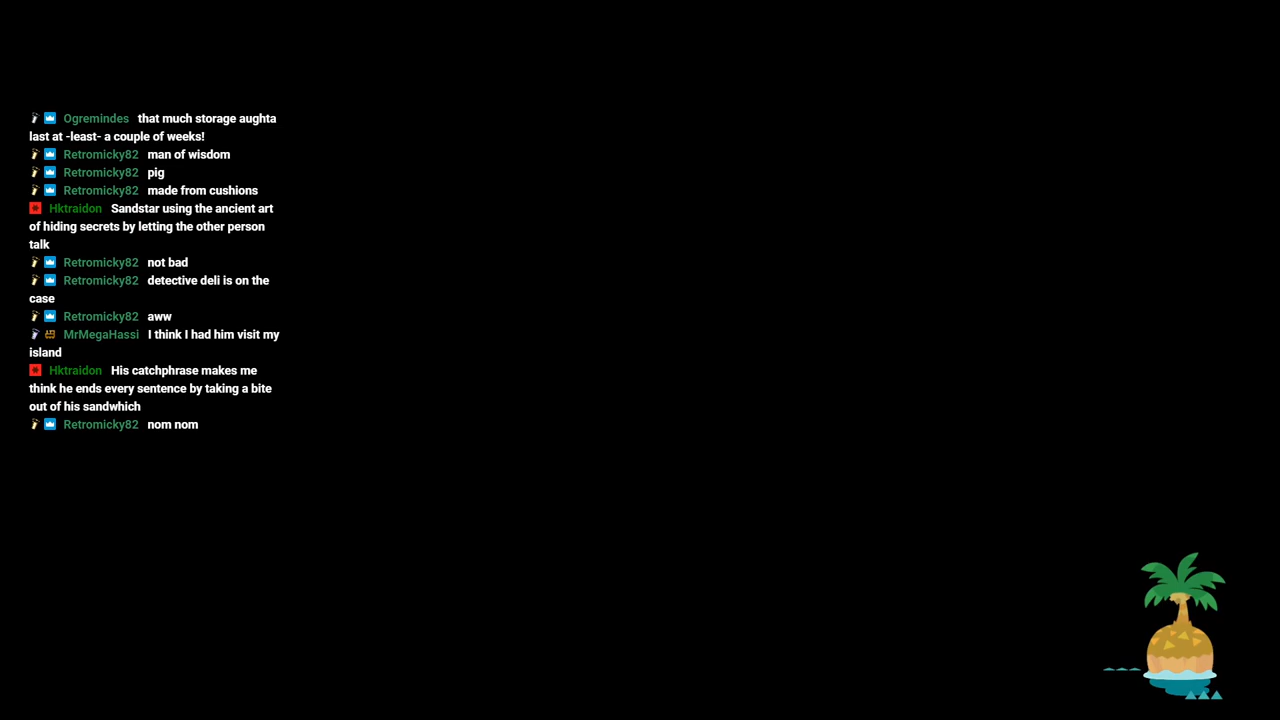 Ogremindes that much storage aughta
last at -least- a couple of weeks!
Retromicky82 man of wisdom
Retromicky82 pig
Retromicky82 made from cushions
Hktraidon Sandstar using the ancient art
of hiding secrets by letting the other person
talk
Retromicky82 not bad
Retromicky82 detective deli is on the
case
Retromicky82 aww
MrMegaHassi I think I had him visit my
island
Hktraidon His catchphrase makes me
think he ends every sentence by taking a bite
out of his sandwhich
Retromicky82 nom nom